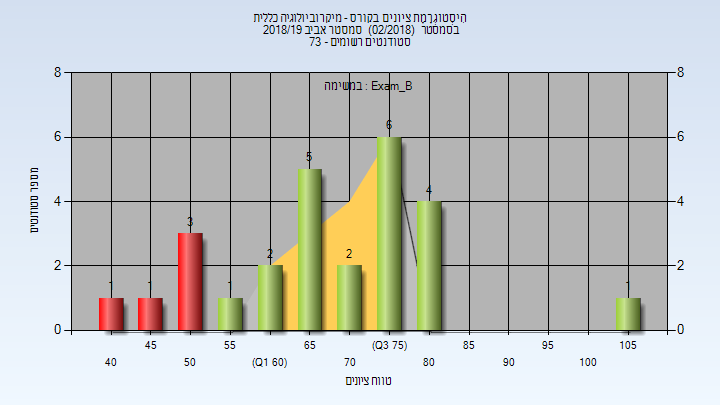 היסטוגרמת ציונים בקורס - מיקרוביולוגיה כללית
בסמסטר (02/2018) סמסטר אביב 2018/19
סטודנטים רשומים - 73
במשימה : Exam_B
8 8
6 6
4 4
2 2
0 0
1 1 3 1 2 5 2 6 4 1
מספר סטודנטים
45 55 65 (Q3 75) 85 95 105
40 50 (Q1 60) 70 80 90 100
טווח ציונים